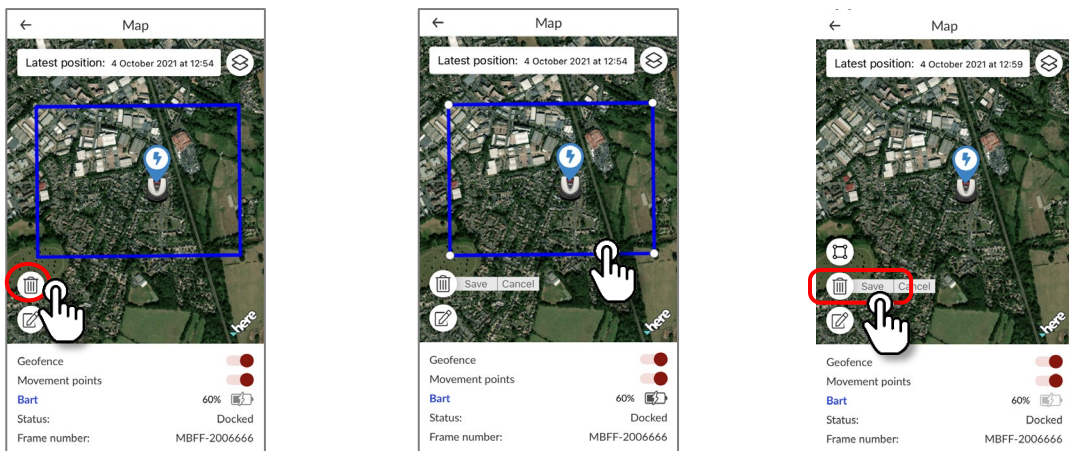 Map
Latest position: 4 October 2021 at 12:54
here
Geofence
Movement points
Bart 60%
Status: Docked
Frame number: MBFF-2006666
Map
Latest position: 4 October 2021 at 12:54
Save Cancel
here
Geofence
Movement points
Bart 60%
Status: Docked
Frame number: MBFF-2006666
Map
Latest position: 4 October 2021 at 12:59
Save Cancel
here
Geofence
Movement points
Bart 60%
Status: Docked
Frame number: MBFF-2006666